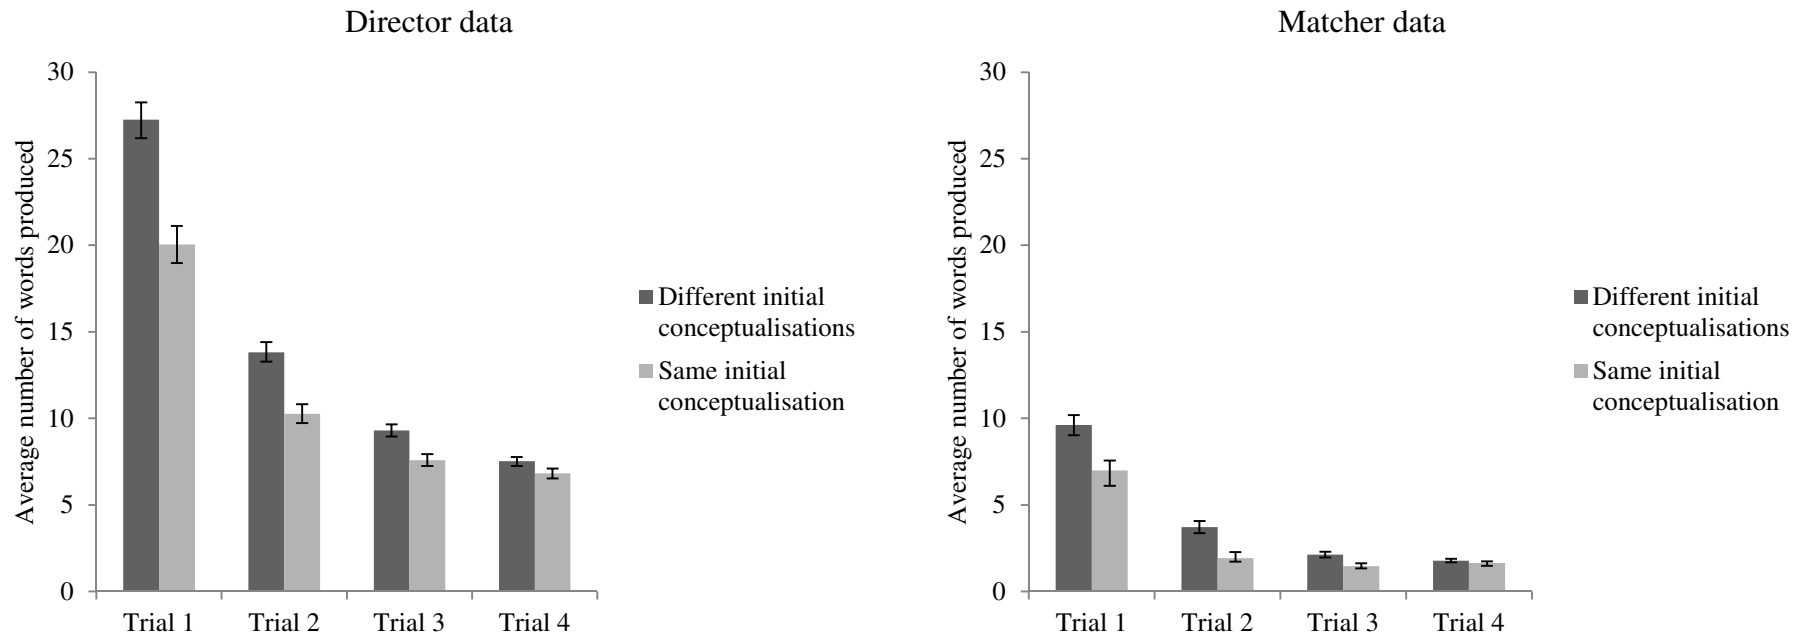 Director data
Average number of words produced
30
25
20
15
10
5
0
Trial 1 Trial 2 Trial 3 Trial 4
Different initial
conceptualisations
Same initial
conceptualisation
Matcher data
Average number of words produced
30
25
20
15
10
5
0
Trial 1 Trial 2 Trial 3 Trial 4
Different initial
conceptualisations
Same initial
conceptualisation